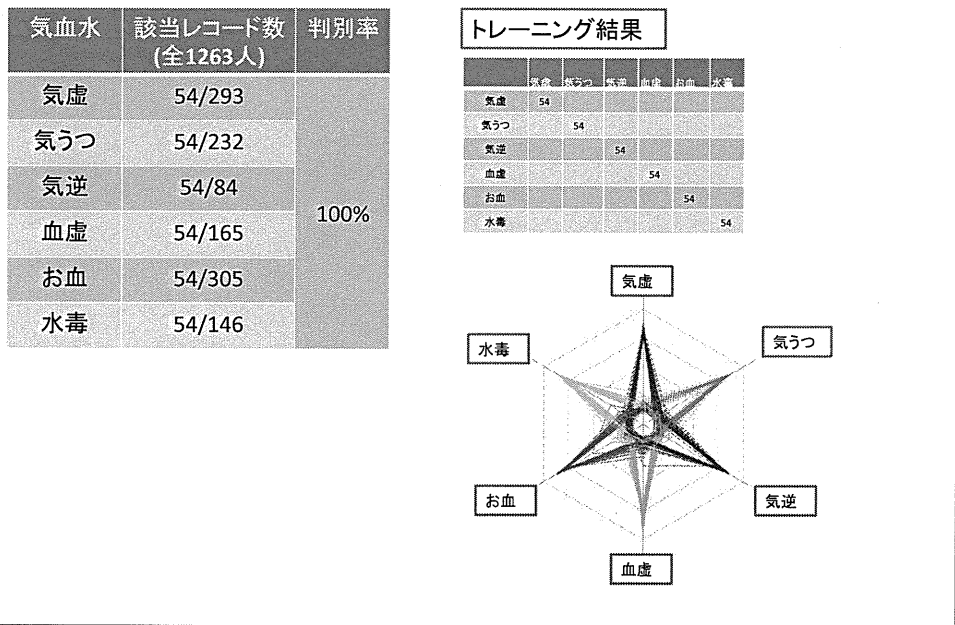 気血水 該当レコード数 判別率
(全1263人)
気虚 54/293
気うつ 54/232
気逆 54/84
血虚 54/165
お血 54/305
水毒 54/146
100%
トレーニング結果
気虚 気うつ 気逆 血虚 お血 水毒
気虚 54
気うつ 54
気逆 54
血虚 54
お血 54
水毒 54
気虚
気うつ
水毒
お血
気逆
血虚